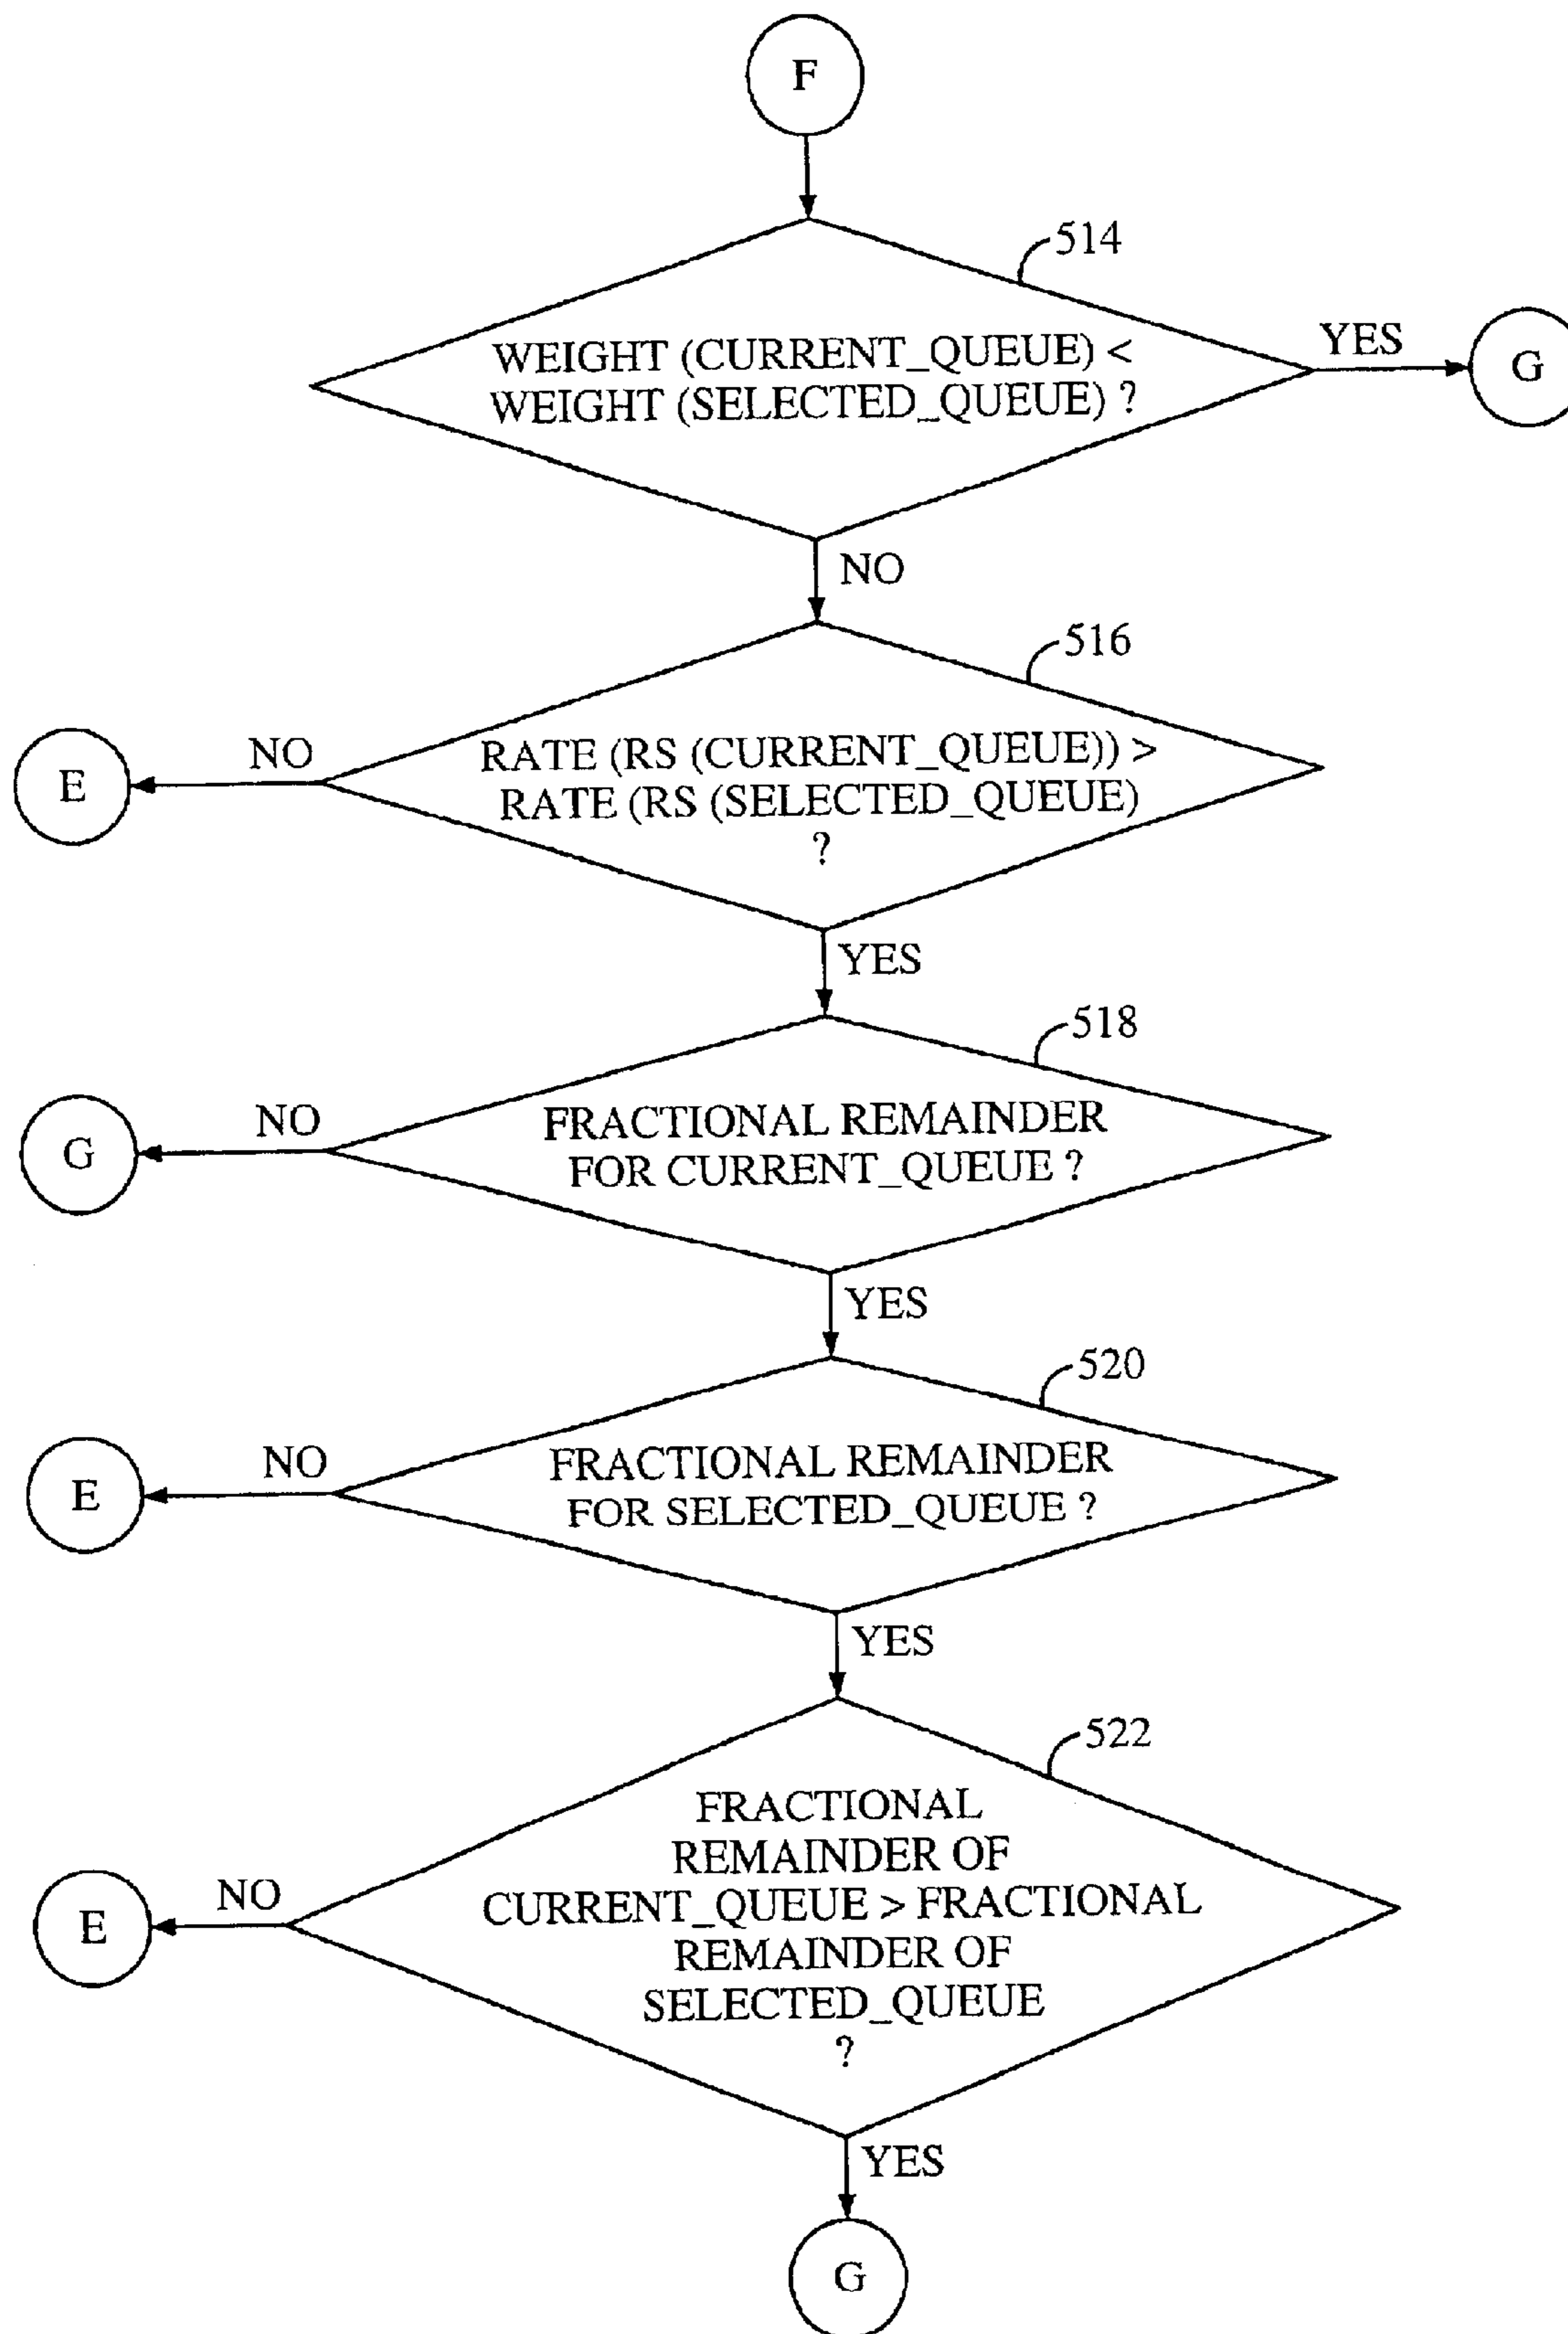 F
514
WEIGHT (CURRENT_QUEUE) <
WEIGHT (SELECTED_QUEUE) ?
YES
G
NO
516
RATE (RS (CURRENT_QUEUE)) >
RATE (RS (SELECTED_QUEUE)
?
NO
E
YES
518
FRACTIONAL REMAINDER
FOR CURRENT_QUEUE ?
NO
G
YES
520
FRACTIONAL REMAINDER
FOR SELECTED_QUEUE ?
NO
E
YES
522
FRACTIONAL
REMAINDER OF
CURRENT_QUEUE > FRACTIONAL
REMAINDER OF
SELECTED_QUEUE
?
NO
E
YES
G